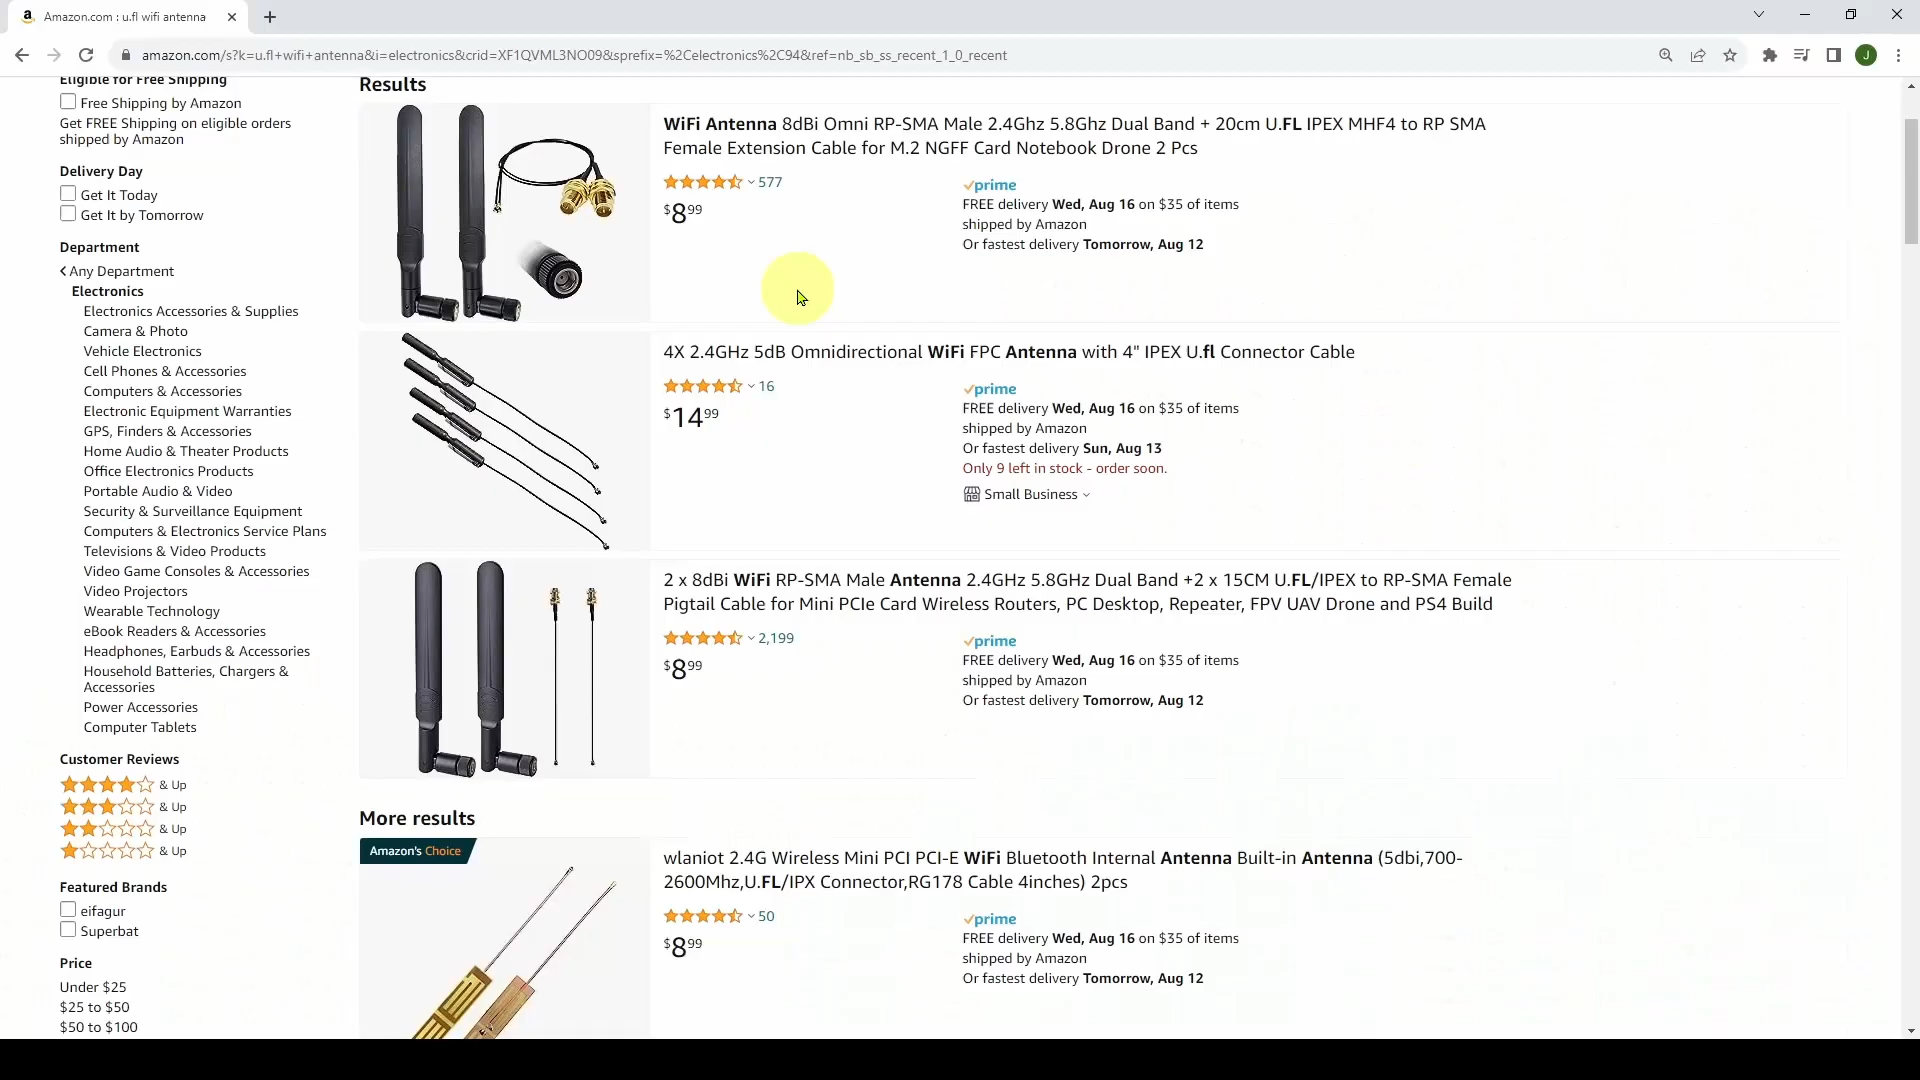 Amazon.com : u.fl wifi antenna
amazon.com/s?k=u.fl+wifi+antenna&i=electronics&crid=XF1QVML3NO09&sprefix=%2Celectronics%2C94&ref=nb_sb_ss_recent_1_0_recent
J
Eligible for Free Shipping
Free Shipping by Amazon
Get FREE Shipping on eligible orders
shipped by Amazon
Delivery Day
Get It Today
Get It by Tomorrow
Department
Any Department
Electronics
Electronics Accessories & Supplies
Camera & Photo
Vehicle Electronics
Cell Phones & Accessories
Computers & Accessories
Electronic Equipment Warranties
GPS, Finders & Accessories
Home Audio & Theater Products
Office Electronics Products
Portable Audio & Video
Security & Surveillance Equipment
Computers & Electronics Service Plans
Televisions & Video Products
Video Game Consoles & Accessories
Video Projectors
Wearable Technology
eBook Readers & Accessories
Headphones, Earbuds & Accessories
Household Batteries, Chargers &
Accessories
Power Accessories
Computer Tablets
Customer Reviews
& Up
& Up
& Up
& Up
Featured Brands
eifagur
Superbat
Price
Under $25
$25 to $50
$50 to $100
Results
WiFi Antenna 8dBi Omni RP-SMA Male 2.4Ghz 5.8Ghz Dual Band + 20cm U.FL IPEX MHF4 to RP SMA
Female Extension Cable for M.2 NGFF Card Notebook Drone 2 Pcs
577
$8 99
prime
FREE delivery Wed, Aug 16 on $35 of items
shipped by Amazon
Or fastest delivery Tomorrow, Aug 12
4X 2.4GHz 5dB Omnidirectional WiFi FPC Antenna with 4" IPEX U.fl Connector Cable
16
$14 99
prime
FREE delivery Wed, Aug 16 on $35 of items
shipped by Amazon
Or fastest delivery Sun, Aug 13
Only 9 left in stock - order soon.
Small Business
2 x 8dBi WiFi RP-SMA Male Antenna 2.4GHz 5.8GHz Dual Band +2 x 15CM U.FL/IPEX to RP-SMA Female
Pigtail Cable for Mini PCIe Card Wireless Routers, PC Desktop, Repeater, FPV UAV Drone and PS4 Build
2,199
$8 99
prime
FREE delivery Wed, Aug 16 on $35 of items
shipped by Amazon
Or fastest delivery Tomorrow, Aug 12
More results
Amazon's Choice
wlaniot 2.4G Wireless Mini PCI PCI-E WiFi Bluetooth Internal Antenna Built-in Antenna (5dbi,700-
2600Mhz,U.FL/IPX Connector,RG178 Cable 4inches) 2pcs
50
$8 99
prime
FREE delivery Wed, Aug 16 on $35 of items
shipped by Amazon
Or fastest delivery Tomorrow, Aug 12